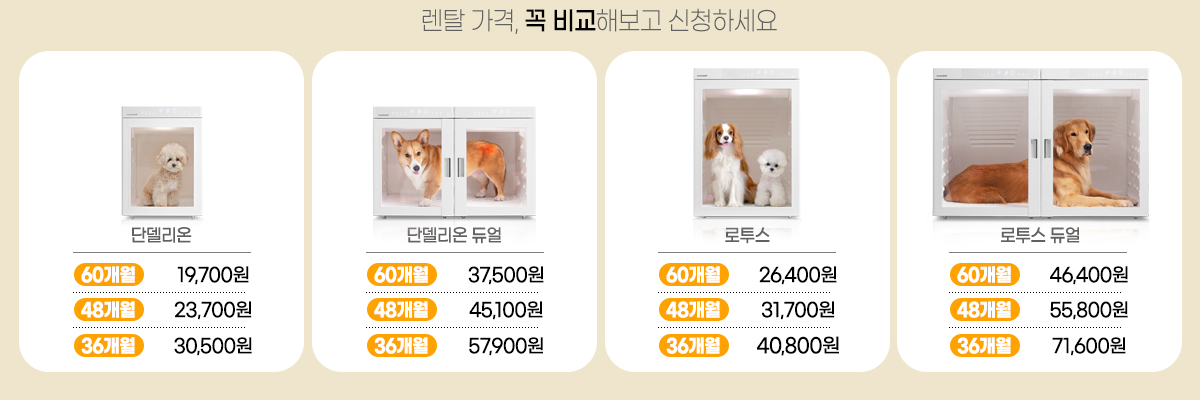 렌탈 가격, 꼭 비교해보고 신청하세요
단델리온
60개월 19,700원
48개월 23,700원
36개월 30,500원
단델리온 듀얼
60개월 37,500원
48개월 45,100원
36개월 57,900원
로투스
60개월 26,400원
48개월 31,700원
36개월 40,800원
로투스 듀얼
60개월 46,400원
48개월 55,800원
36개월 71,600원